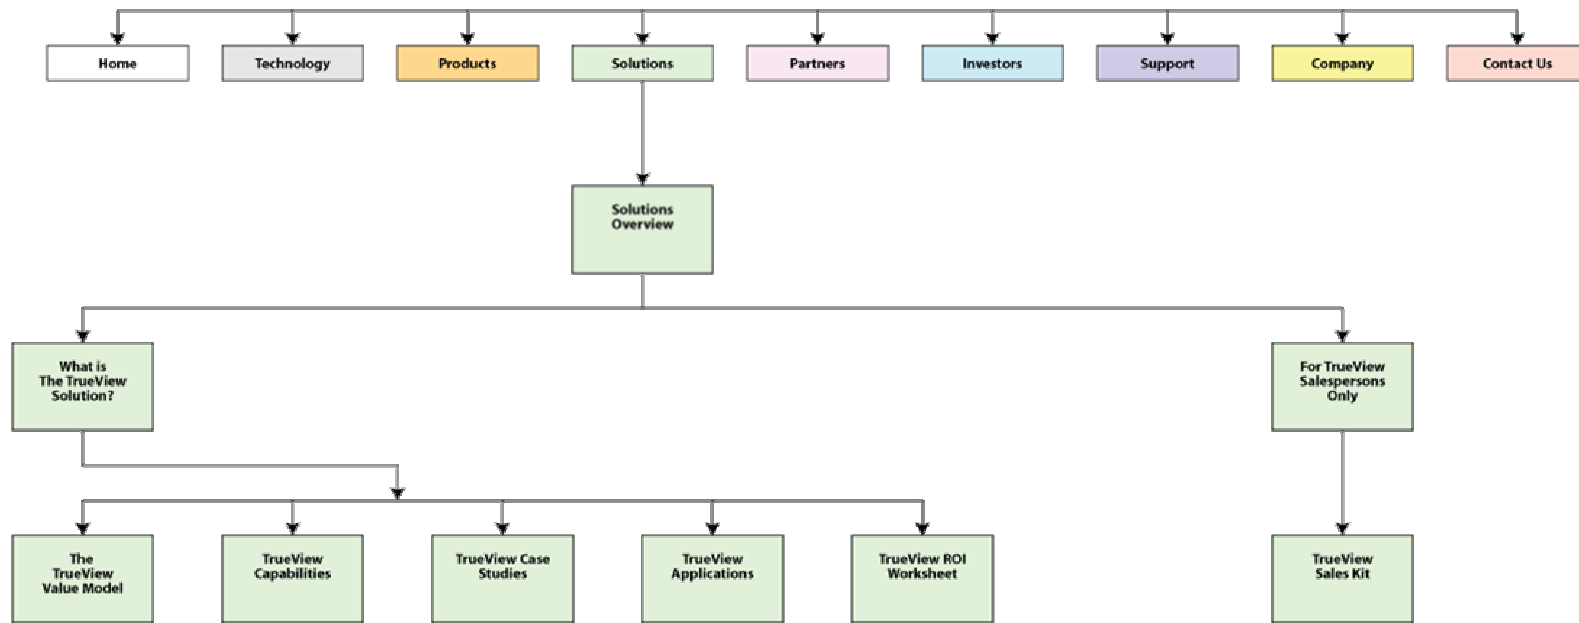 Home
Technology
Products
Solutions
Partners
Investors
Support
Company
Contact Us
Solutions
Overview
What is
The TrueView
Solution?
For TrueView
Salespersons
Only
The
TrueView
Value Model
TrueView
Capabilities
TrueView Case
Studies
TrueView
Applications
TrueView ROI
Worksheet
TrueView
Sales Kit